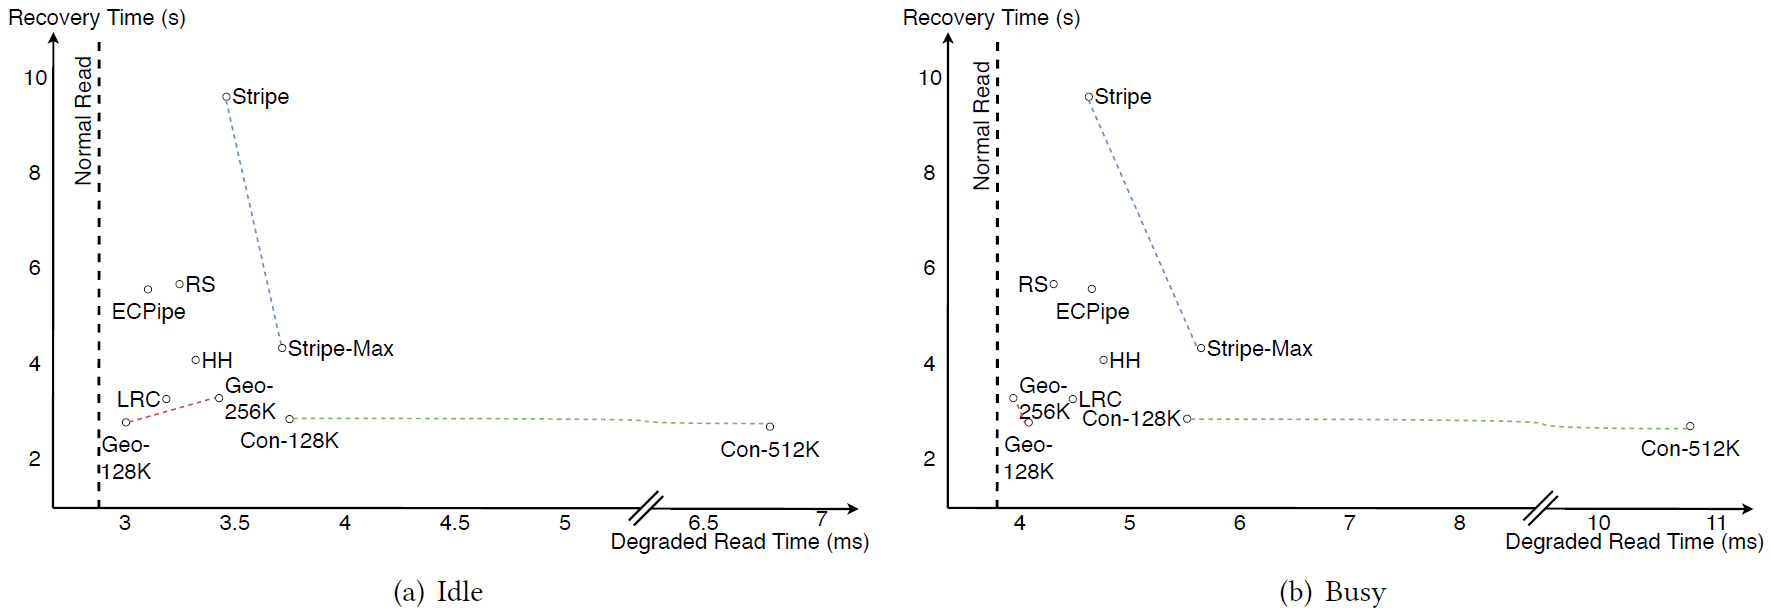 Recovery Time (s)
10
8
6
4
2
Normal Read
Stripe
RS
ECPipe
Stripe-Max
HH
LRC
Geo-
256K
Con-128K
Geo-
128K
Con-512K
3
3.5
4
4.5
5
6.5
7
Degraded Read Time (ms)
(a) Idle
Recovery Time (s)
10
8
6
4
2
Normal Read
Stripe
RS
ECPipe
Stripe-Max
HH
Geo-
256K
LRC
Con-128K
Geo-
128K
Con-512K
4
5
6
7
8
10
11
Degraded Read Time (ms)
(b) Busy